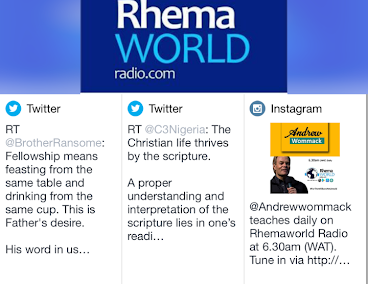 Rhema
WORLD
radio.com
Twitter
RT
@BrotherRansome:
Fellowship means
feasting from the
same table and
drinking from the
same cup. This is
Father's desire.
His word in us…
Twitter
RT @C3Nigeria: The
Christian life thrives
by the scripture.
A proper
understanding and
interpretation of the
scripture lies in one's
readi…
Instagram
Andrew
Wommack
Rhema
WORLD
@Andrewwommack
teaches daily on
Rhemaworld Radio
at 6.30am (WAT).
Tune in via http://…